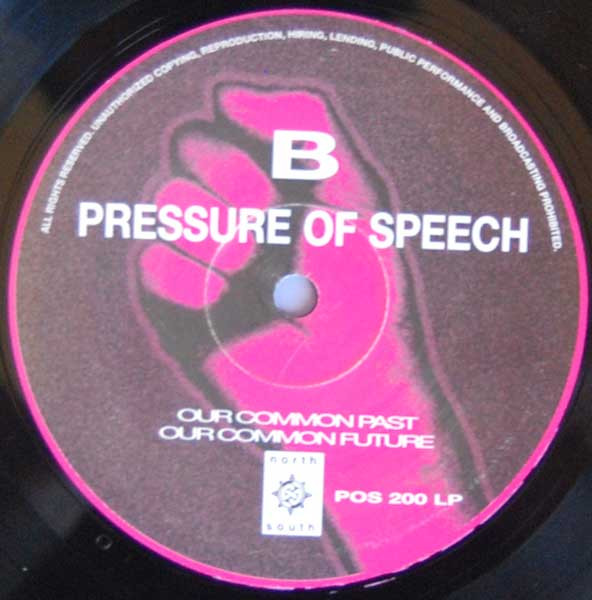 ALL RIGHTS RESERVED. UNAUTHORIZED COPYING, REPRODUCTION, HIRING, LENDING, PUBLIC PERFORMANCE AND BROADCASTING PROHIBITED.
B
PRESSURE OF SPEECH
OUR COMMON PAST
OUR COMMON FUTURE
north
south
POS 200 LP